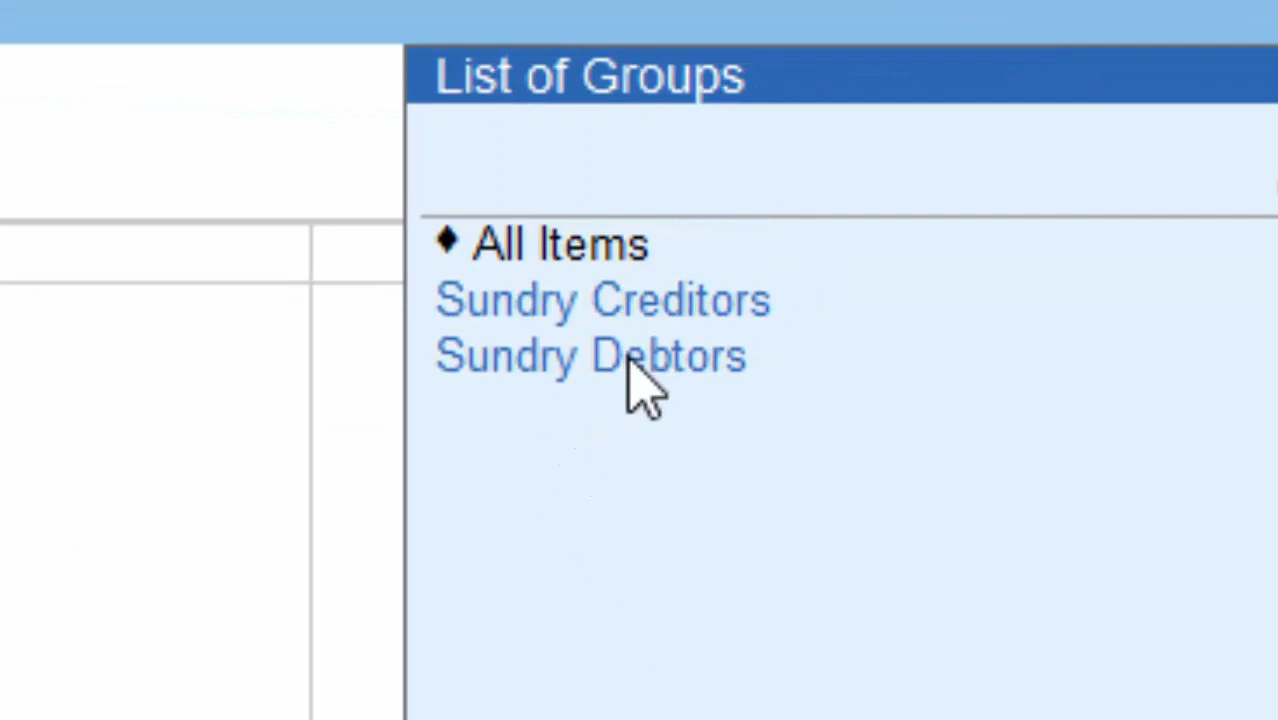 List of Groups
♦ All Items
Sundry Creditors
Sundry Debtors